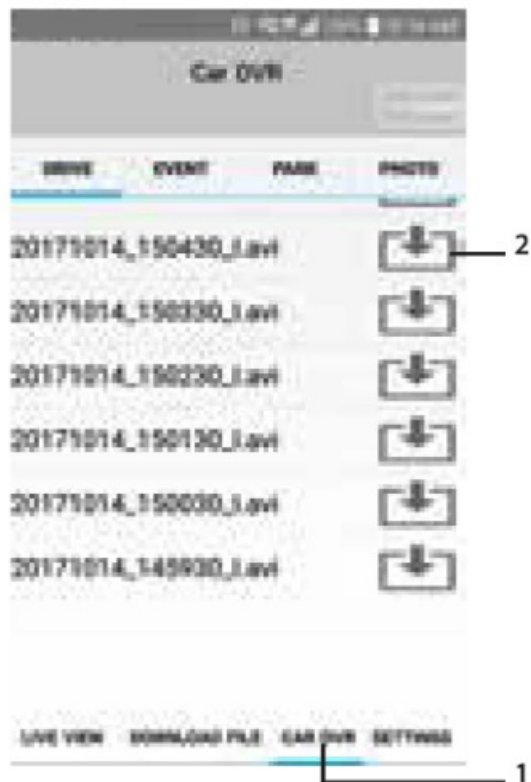 Car DVR
DRIVE EVENT PARK PHOTO
20171014_150430_I.avi
2
20171014_150330_I.avi
20171014_150230_I.avi
20171014_150130_I.avi
20171014_150030_I.avi
20171014_145930_I.avi
LIVE VIEW DOWNLOAD FILE CAR DVR SETTINGS
1